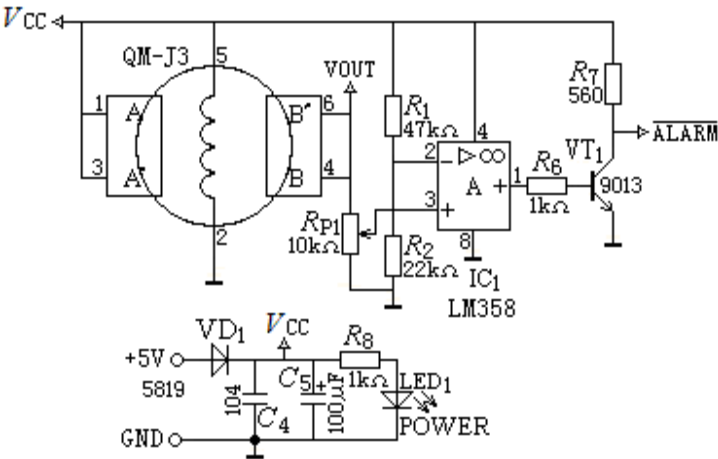 VCC
QM-J3
5
VOUT
R7
560
1
A
B'
6
R1
47kΩ
4
ALARM
2
- ▷∞
R6
VT1
3
A'
B
4
A
+
1
9013
3
+
1kΩ
RP1
10kΩ
2
R2
22kΩ
8
IC1
LM358
VCC
VD1
R8
+5V
5819
C5
+
1kΩ
LED1
104
C4
100μF
POWER
GND